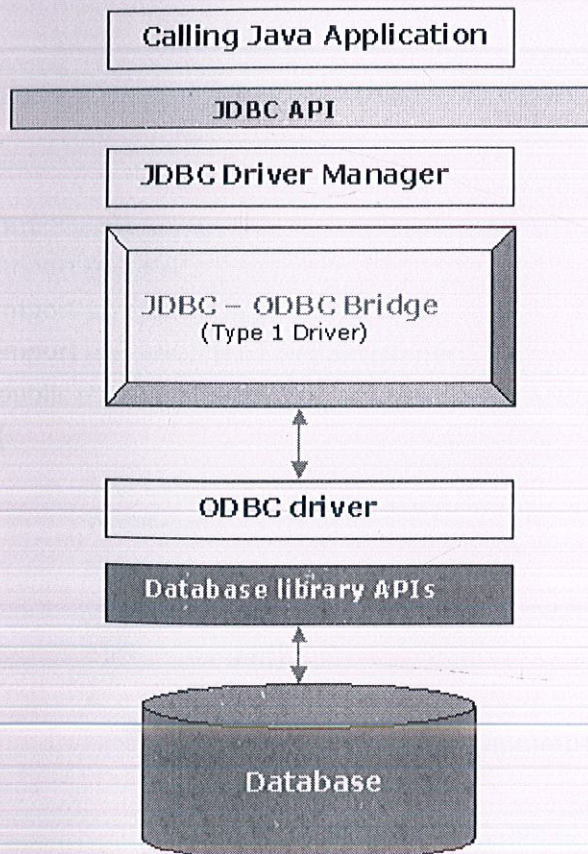 Calling Java Application
JDBC API
JDBC Driver Manager
JDBC – ODBC Bridge
(Type 1 Driver)
ODBC driver
Database library APIs
Database